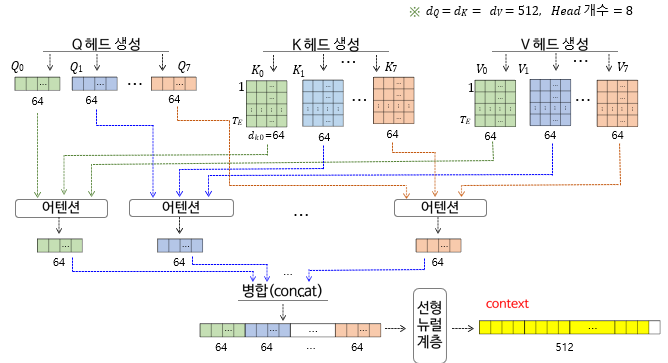 ※ d_Q = d_K = d_V = 512, Head 개수 = 8
Q 헤드 생성 K 헤드 생성 V 헤드 생성
Q_0 Q_1 ... Q_7 K_0 K_1 ... K_7 V_0 V_1 ... V_7
1 1
T_E T_E
64 64 64 d_{k0}=64 64 64 64 64 64
어텐션 어텐션 ... 어텐션
64 64 64
...
병합(concat)
선형
뉴럴
계층
context
64 64 ... 64
512